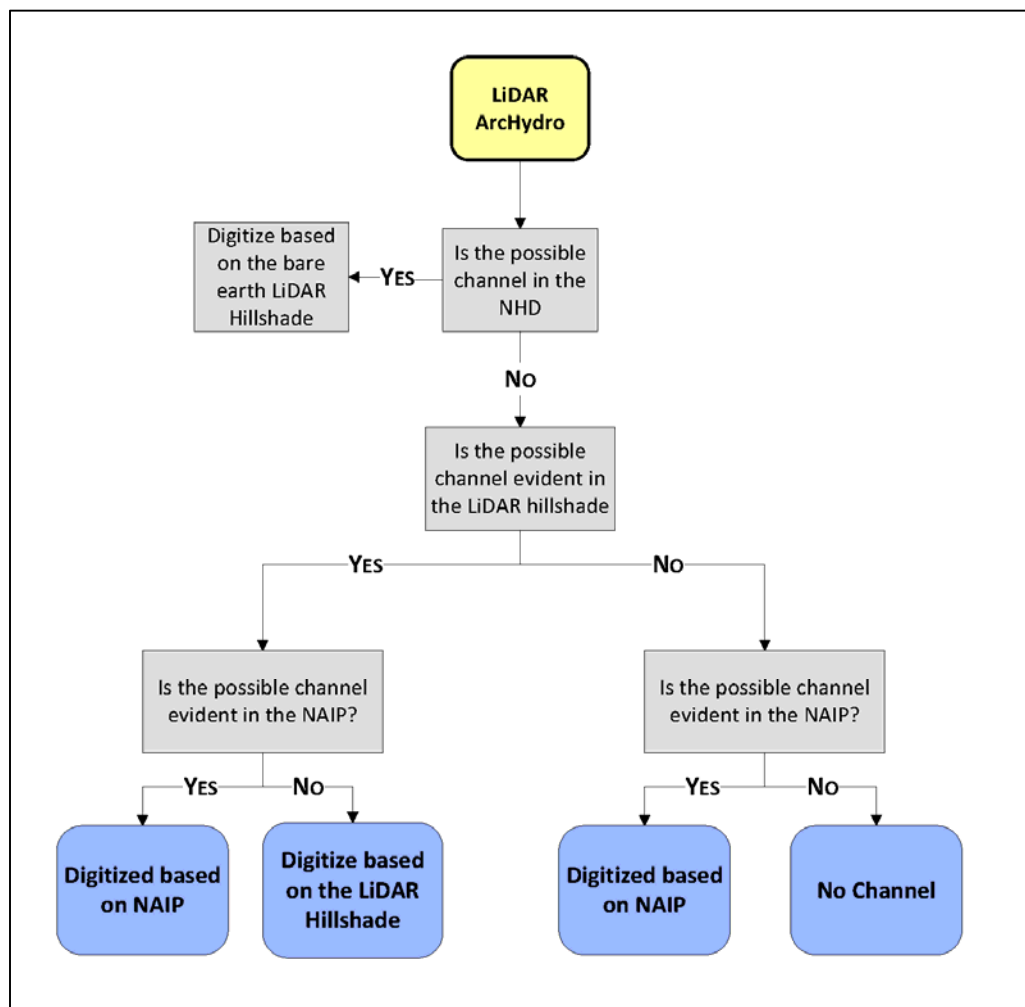 LiDAR
ArcHydro
Digitize based
on the bare
earth LiDAR
Hillshade
YES
Is the possible
channel in the
NHD
NO
Is the possible
channel evident in
the LiDAR hillshade
YES
NO
Is the possible channel
evident in the NAIP?
Is the possible channel
evident in the NAIP?
YES
NO
YES
NO
Digitized based
on NAIP
Digitize based
on the LiDAR
Hillshade
Digitized based
on NAIP
No Channel